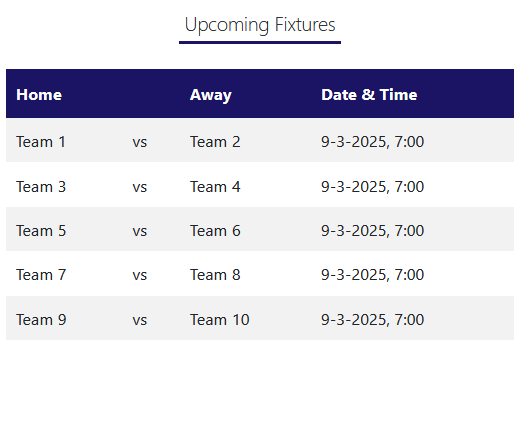 Upcoming Fixtures
Home Away Date & Time
Team 1 vs Team 2 9-3-2025, 7:00
Team 3 vs Team 4 9-3-2025, 7:00
Team 5 vs Team 6 9-3-2025, 7:00
Team 7 vs Team 8 9-3-2025, 7:00
Team 9 vs Team 10 9-3-2025, 7:00